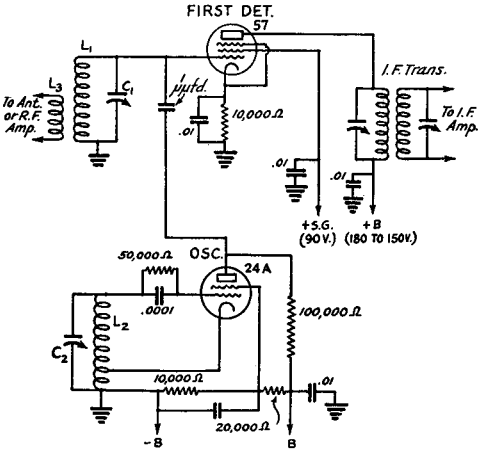 FIRST DET.
57
L1
L3
C1
To Ant.
or R.F.
Amp.
1
μμfd.
.01
10,000Ω
I.F. Trans.
To I.F.
Amp.
.01
.01
+S.G.
(90V.)
+B
(180 TO 150V.)
OSC.
24A
50,000Ω
.0001
L2
C2
100,000Ω
10,000Ω
.01
20,000Ω
-B
B